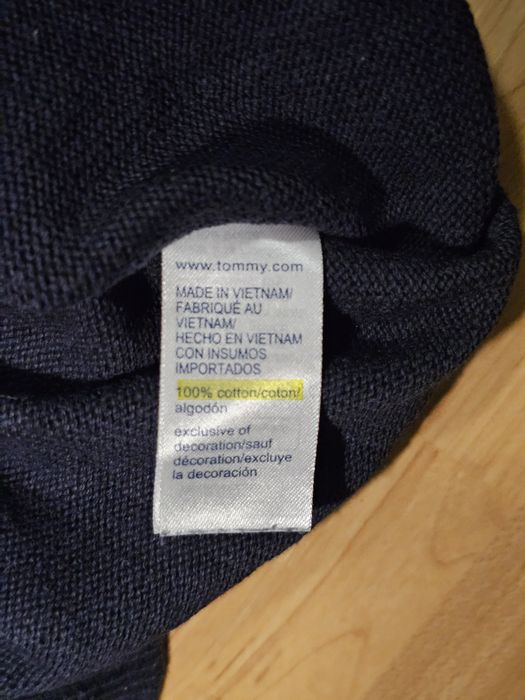 www.tommy.com
MADE IN VIETNAM/
FABRIQUÉ AU
VIETNAM/
HECHO EN VIETNAM
CON INSUMOS
IMPORTADOS
100% cotton/coton/
algodón
exclusive of
decoration/sauf
décoration/excluye
la decoración